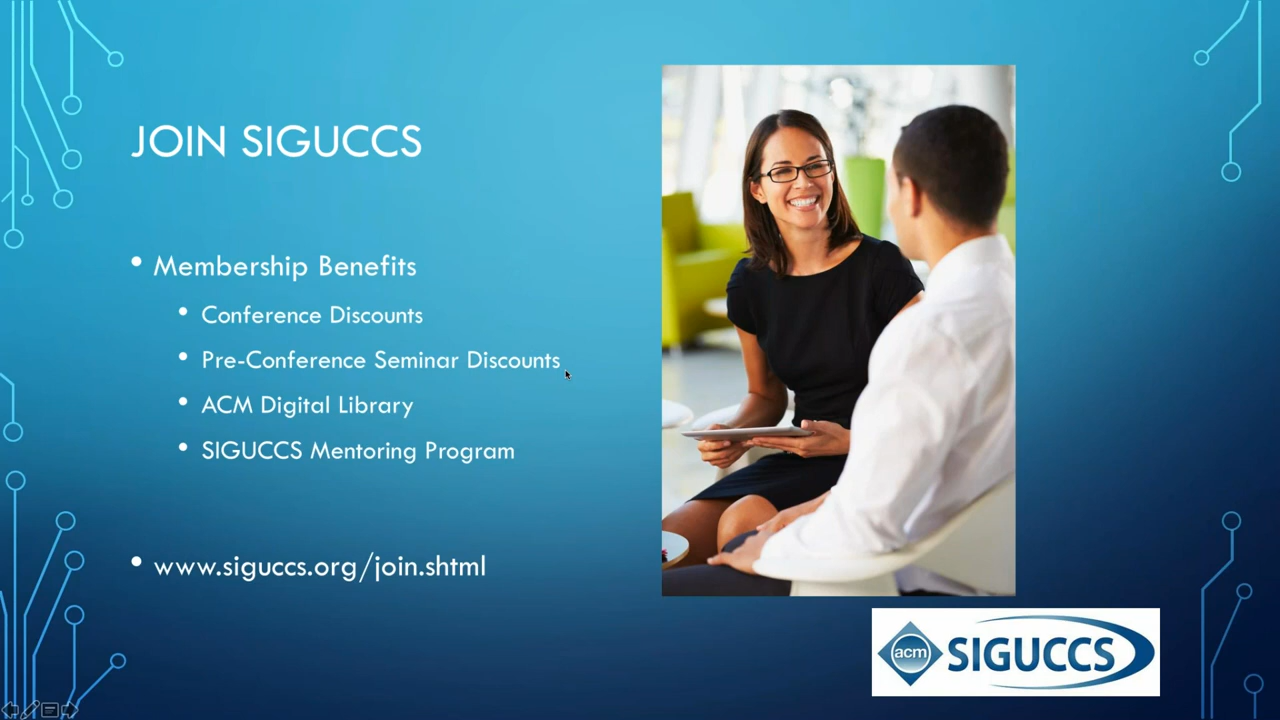 JOIN SIGUCCS
• Membership Benefits
• Conference Discounts
• Pre-Conference Seminar Discounts
• ACM Digital Library
• SIGUCCS Mentoring Program
• www.siguccs.org/join.shtml
acm SIGUCCS